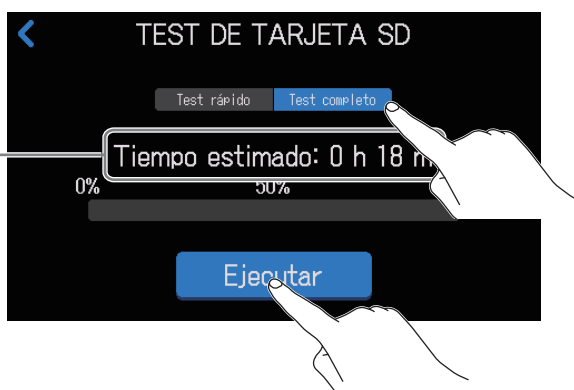 TEST DE TARJETA SD
Test rápido Test completo
Tiempo estimado: 0 h 18 m
0% 50%
Ejecutar